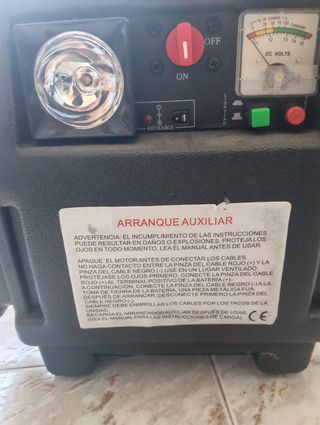 OFF
% OF CHARGE
DC VOLTS
ON
RECHARGE
ARRANQUE AUXILIAR
ADVERTENCIA: EL INCUMPLIMIENTO DE LAS INSTRUCCIONES
PUEDE RESULTAR EN DAÑOS O EXPLOSIONES. PROTEJA LOS
OJOS EN TODO MOMENTO. LEA EL MANUAL ANTES DE USAR.
APAGUE EL MOTOR ANTES DE CONECTAR LOS CABLES.
NO HAGA CONTACTO ENTRE LA PINZA DEL CABLE ROJO (+) Y LA
PINZA DEL CABLE NEGRO (-) USE EN UN LUGAR VENTILADO.
PROTÉJASE LOS OJOS PRIMERO. CONECTE LA PINZA DEL CABLE
ROJO (+) AL TERMINAL POSITIVO DE LA BATERÍA (+)
A CONTINUACIÓN, CONECTE LA PINZA DEL CABLE NEGRO (-) A LA
TOMA DE TIERRA DE LA BATERÍA, UNA PIEZA METÁLICA FIJA
DESPUÉS DE ARRANCAR, DESCONECTE PRIMERO LA PINZA
DEL CABLE NEGRO (-)
SIEMPRE DEBE ENRROLLAR LOS CABLES POR LOS TACOS DE LA
UNIDAD.
RECARGA EL ARRANCADOR AUXILIAR DESPUÉS DE USAR.
(VEA EL MANUAL PARA LAS INSTRUCCIONES DE CARGA)
CE